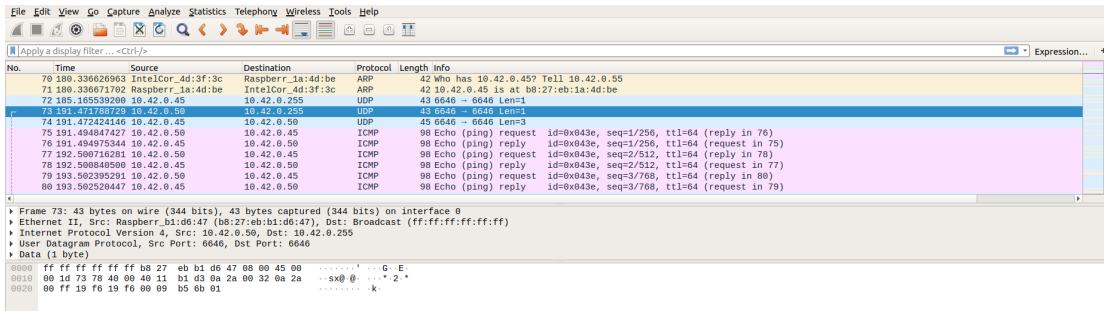 File Edit View Go Capture Analyze Statistics Telephony Wireless Tools Help
Apply a display filter ... <Ctrl-/> Expression... +
No. Time Source Destination Protocol Length Info
70 180.336626963 IntelCor_4d:3f:3c Raspberr_1a:4d:be ARP 42 Who has 10.42.0.45? Tell 10.42.0.55
71 180.336671702 Raspberr_1a:4d:be IntelCor_4d:3f:3c ARP 42 10.42.0.45 is at b8:27:eb:1a:4d:be
72 185.165539200 10.42.0.45 10.42.0.255 UDP 43 6646 → 6646 Len=1
73 191.471788729 10.42.0.50 10.42.0.255 UDP 43 6646 → 6646 Len=1
74 191.472424146 10.42.0.45 10.42.0.50 UDP 45 6646 → 6646 Len=3
75 191.494847427 10.42.0.50 10.42.0.45 ICMP 98 Echo (ping) request id=0x043e, seq=1/256, ttl=64 (reply in 76)
76 191.494975344 10.42.0.45 10.42.0.50 ICMP 98 Echo (ping) reply id=0x043e, seq=1/256, ttl=64 (request in 75)
77 192.500716281 10.42.0.50 10.42.0.45 ICMP 98 Echo (ping) request id=0x043e, seq=2/512, ttl=64 (reply in 78)
78 192.500840500 10.42.0.45 10.42.0.50 ICMP 98 Echo (ping) reply id=0x043e, seq=2/512, ttl=64 (request in 77)
79 193.502395291 10.42.0.50 10.42.0.45 ICMP 98 Echo (ping) request id=0x043e, seq=3/768, ttl=64 (reply in 80)
80 193.502520447 10.42.0.45 10.42.0.50 ICMP 98 Echo (ping) reply id=0x043e, seq=3/768, ttl=64 (request in 79)
Frame 73: 43 bytes on wire (344 bits), 43 bytes captured (344 bits) on interface 0
Ethernet II, Src: Raspberr_b1:d6:47 (b8:27:eb:b1:d6:47), Dst: Broadcast (ff:ff:ff:ff:ff:ff)
Internet Protocol Version 4, Src: 10.42.0.50, Dst: 10.42.0.255
User Datagram Protocol, Src Port: 6646, Dst Port: 6646
Data (1 byte)
0000 ff ff ff ff ff ff b8 27 eb b1 d6 47 08 00 45 00 ·······' ···G··E·
0010 00 1d 73 78 40 00 40 11 b1 d3 0a 2a 00 32 0a 2a ··sx@·@· ···*·2·*
0020 00 ff 19 f6 19 f6 00 09 b5 6b 01 ········ ·k·